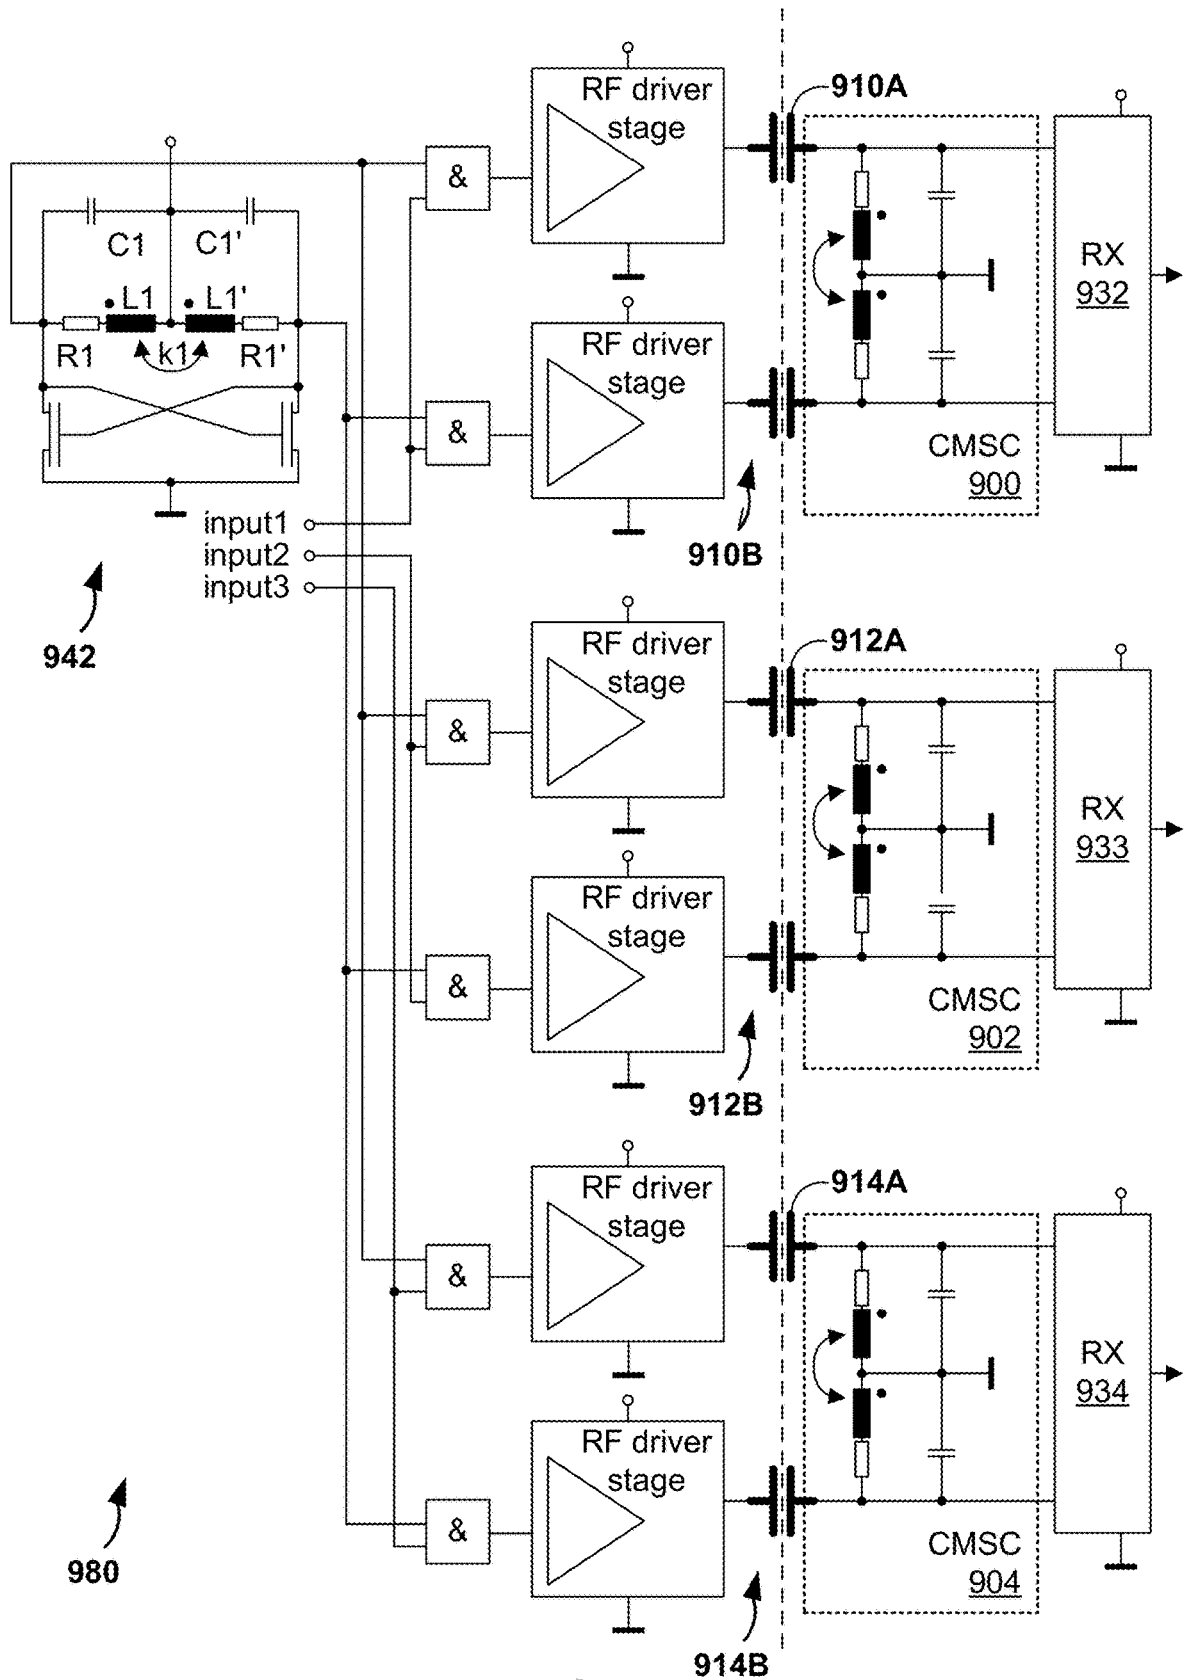 RF driver
stage
910A
&
C1
C1'
L1
L1'
R1
k1
R1'
RX
932
RF driver
stage
&
CMSC
900
input1
input2
input3
910B
942
RF driver
stage
912A
&
RX
933
RF driver
stage
&
CMSC
902
912B
RF driver
stage
914A
&
RX
934
RF driver
stage
&
CMSC
904
980
914B